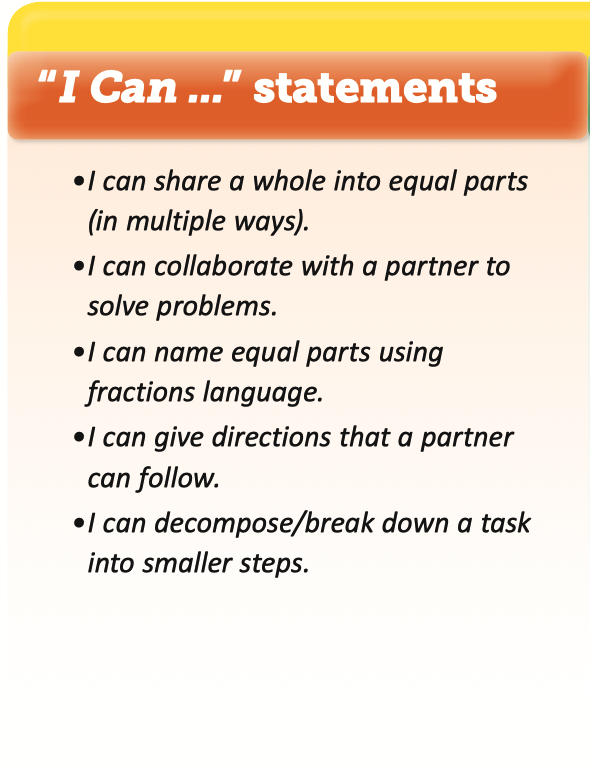 “I Can ...” statements
•I can share a whole into equal parts
(in multiple ways).
•I can collaborate with a partner to
solve problems.
•I can name equal parts using
fractions language.
•I can give directions that a partner
can follow.
•I can decompose/break down a task
into smaller steps.